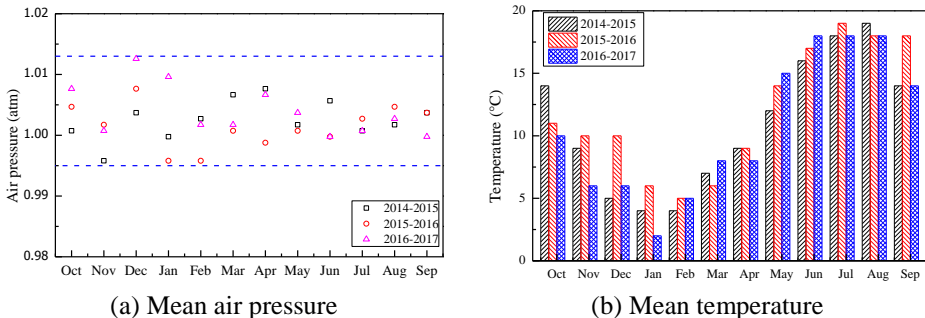 1.02
1.01
1.00
0.99
0.98
Air pressure (atm)
2014-2015
2015-2016
2016-2017
Oct Nov Dec Jan Feb Mar Apr May Jun Jul Aug Sep
(a) Mean air pressure
20
15
10
5
0
Temperature (°C)
2014-2015
2015-2016
2016-2017
Oct Nov Dec Jan Feb Mar Apr May Jun Jul Aug Sep
(b) Mean temperature